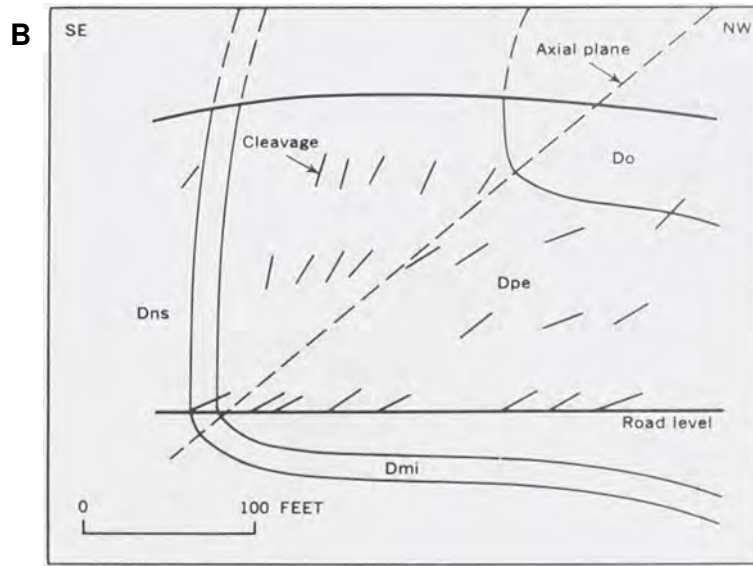 B
SE
NW
Axial plane
Cleavage
Do
Dns
Dpe
Road level
Dmi
0 100 FEET